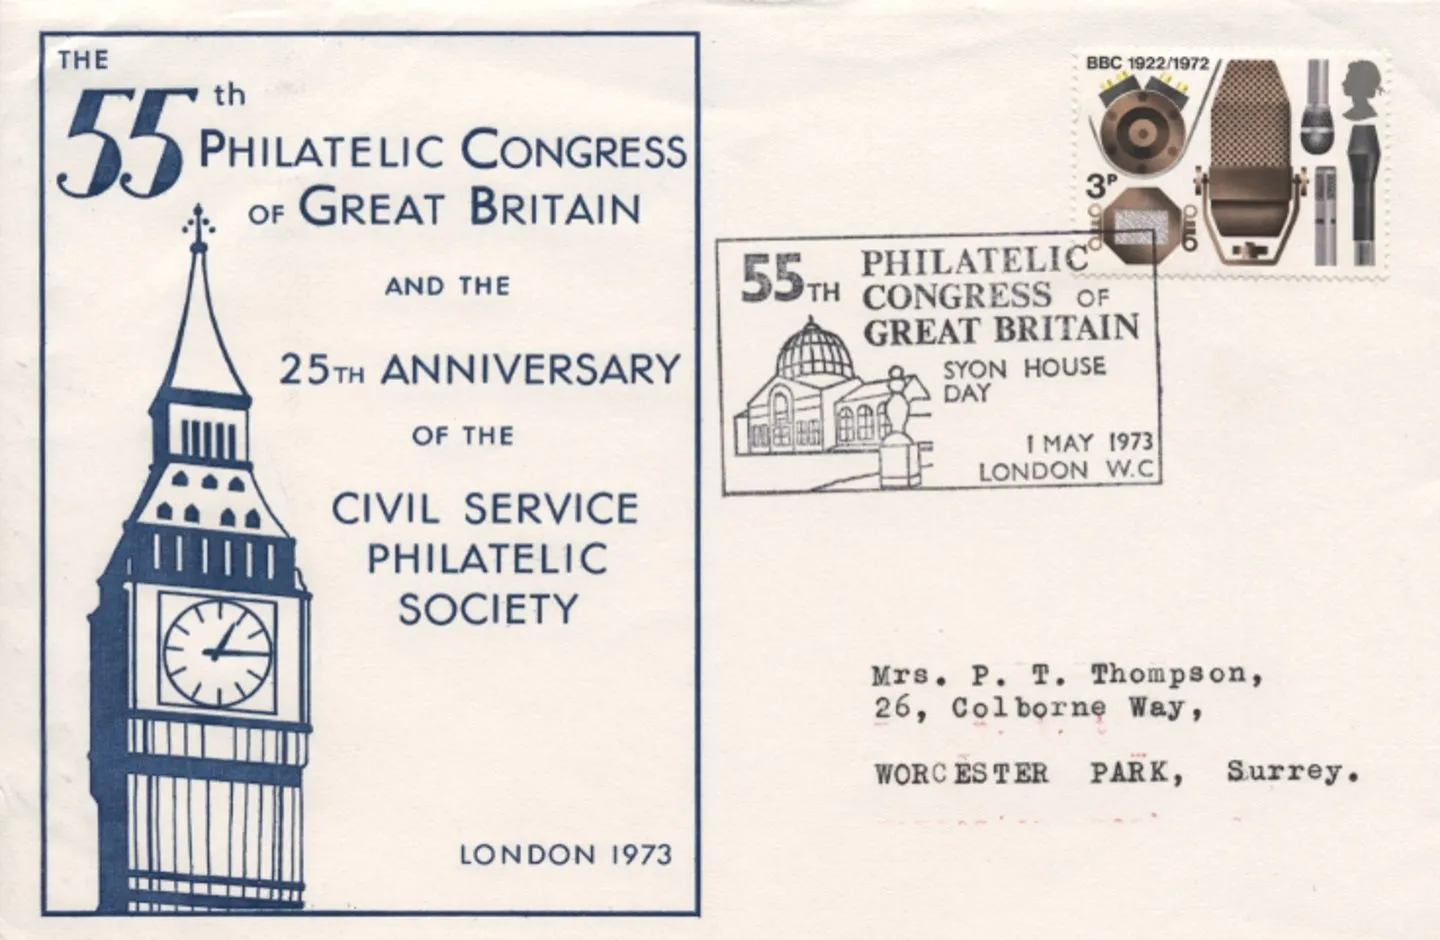 THE
55th
PHILATELIC CONGRESS
OF GREAT BRITAIN
AND THE
25TH ANNIVERSARY
OF THE
CIVIL SERVICE
PHILATELIC
SOCIETY
LONDON 1973
BBC 1922/1972
3P
55TH PHILATELIC
CONGRESS OF
GREAT BRITAIN
SYON HOUSE
DAY
1 MAY 1973
LONDON W.C
Mrs. P. T. Thompson,
26, Colborne Way,
WORCESTER PARK, Surrey.